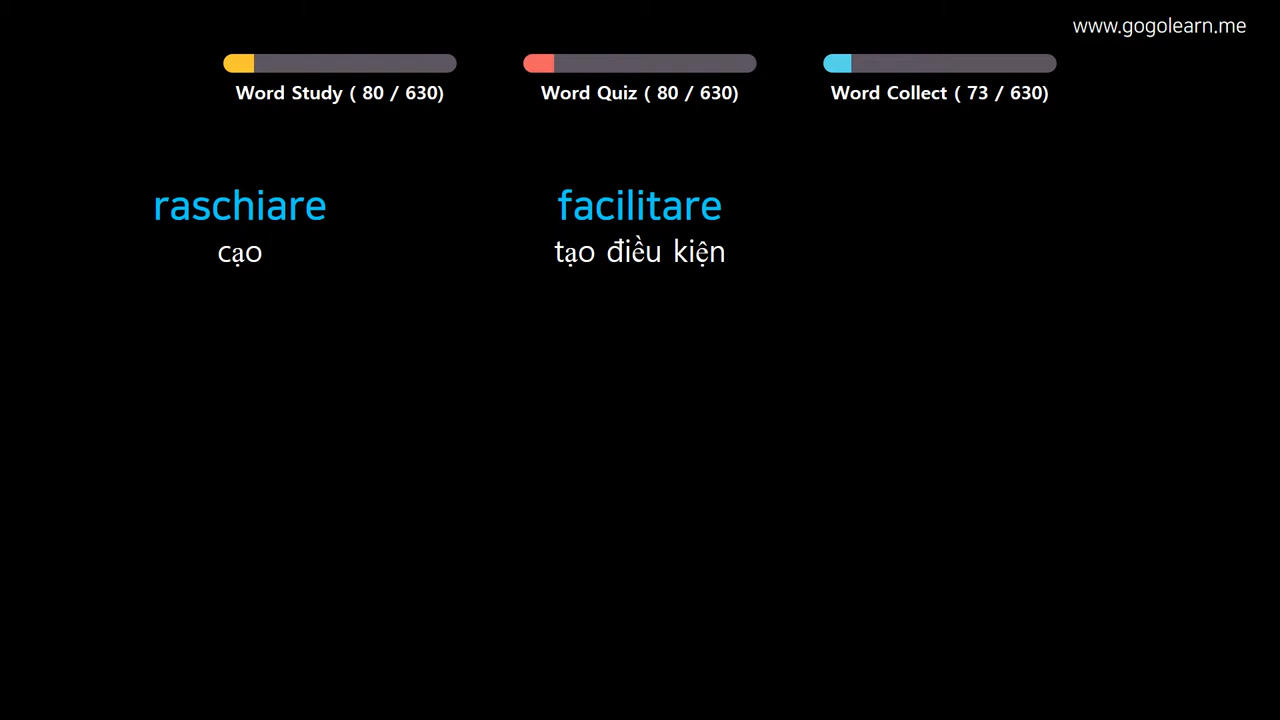 www.gogolearn.me
Word Study ( 80 / 630)
Word Quiz ( 80 / 630)
Word Collect ( 73 / 630)
raschiare
cạo
facilitare
tạo điều kiện